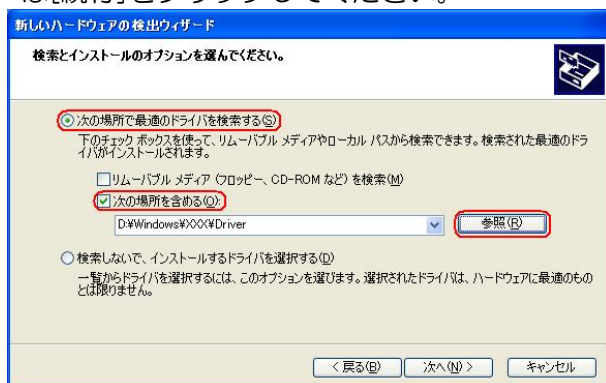 は[続行]をクリックしてください。
新しいハードウェアの検出ウィザード
検索とインストールのオプションを選んでください。
次の場所で最適のドライバを検索する(S)
下のチェック ボックスを使って、リムーバブル メディアやローカル パスから検索できます。検索された最適のドラ
イバがインストールされます。
リムーバブル メディア (フロッピー、CD-ROM など) を検索(M)
次の場所を含める(O):
D:¥Windows¥XXX¥Driver
参照(R)
検索しないで、インストールするドライバを選択する(D)
一覧からドライバを選択するには、このオプションを選びます。選択されたドライバは、ハードウェアに最適のもの
とは限りません。
< 戻る(B)
次へ(N) >
キャンセル